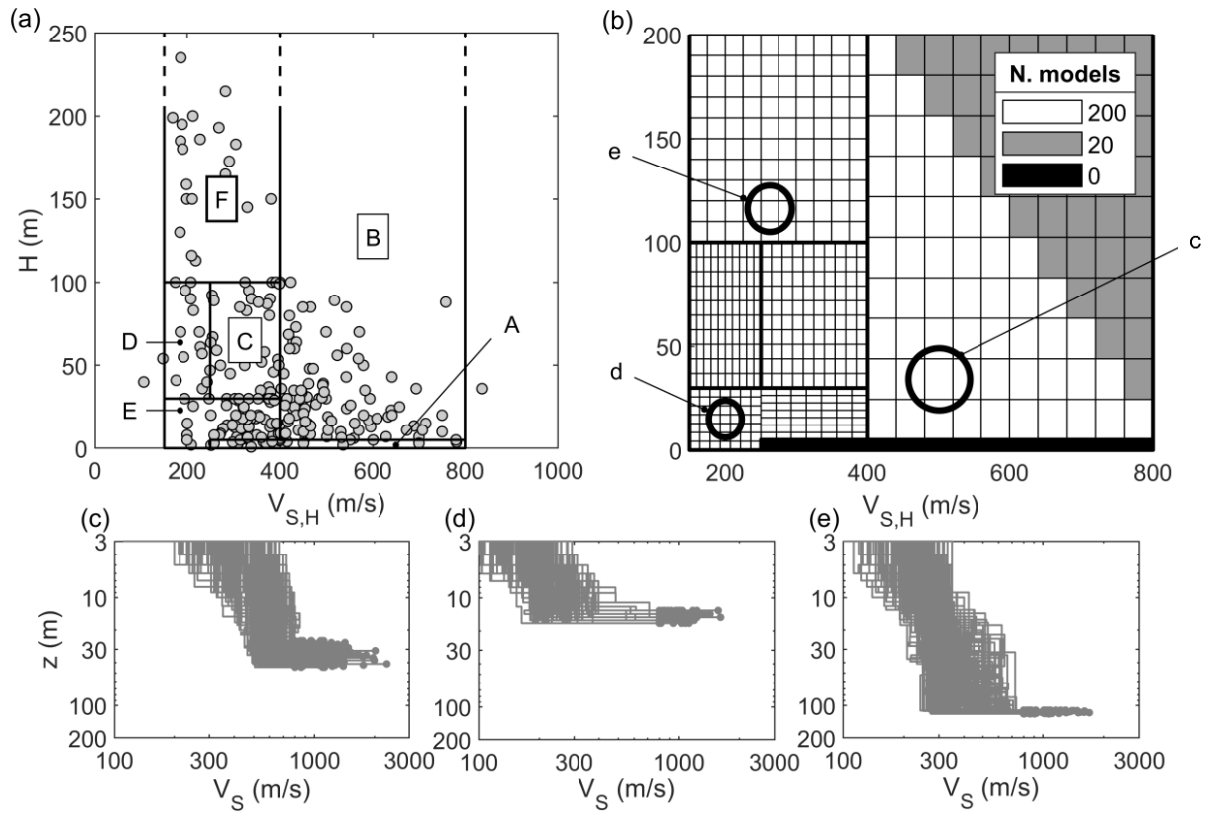 (a)
250
200
150
100
50
0
H (m)
F
B
D
C
A
E
0 200 400 600 800 1000
V_S,H (m/s)
(b)
200
150
100
50
0
N. models
200
20
0
e
c
d
200 400 600 800
V_S,H (m/s)
(c)
3
10
30
100
200
z (m)
100 300 1000 3000
V_S (m/s)
(d)
3
10
30
100
200
100 300 1000 3000
V_S (m/s)
(e)
3
10
30
100
200
100 300 1000 3000
V_S (m/s)